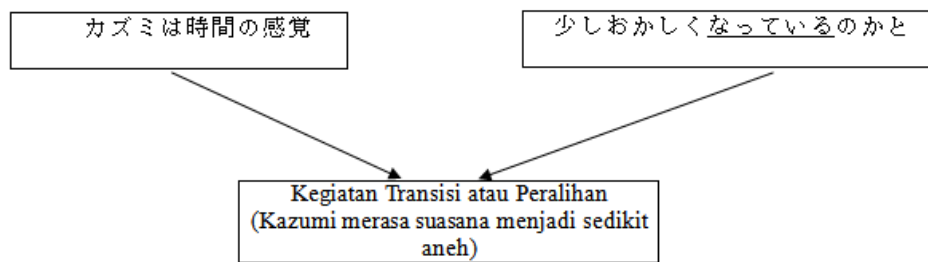 カズミは時間の感覚
少しおかしくなっているのかと
Kegiatan Transisi atau Peralihan
(Kazumi merasa suasana menjadi sedikit
aneh)